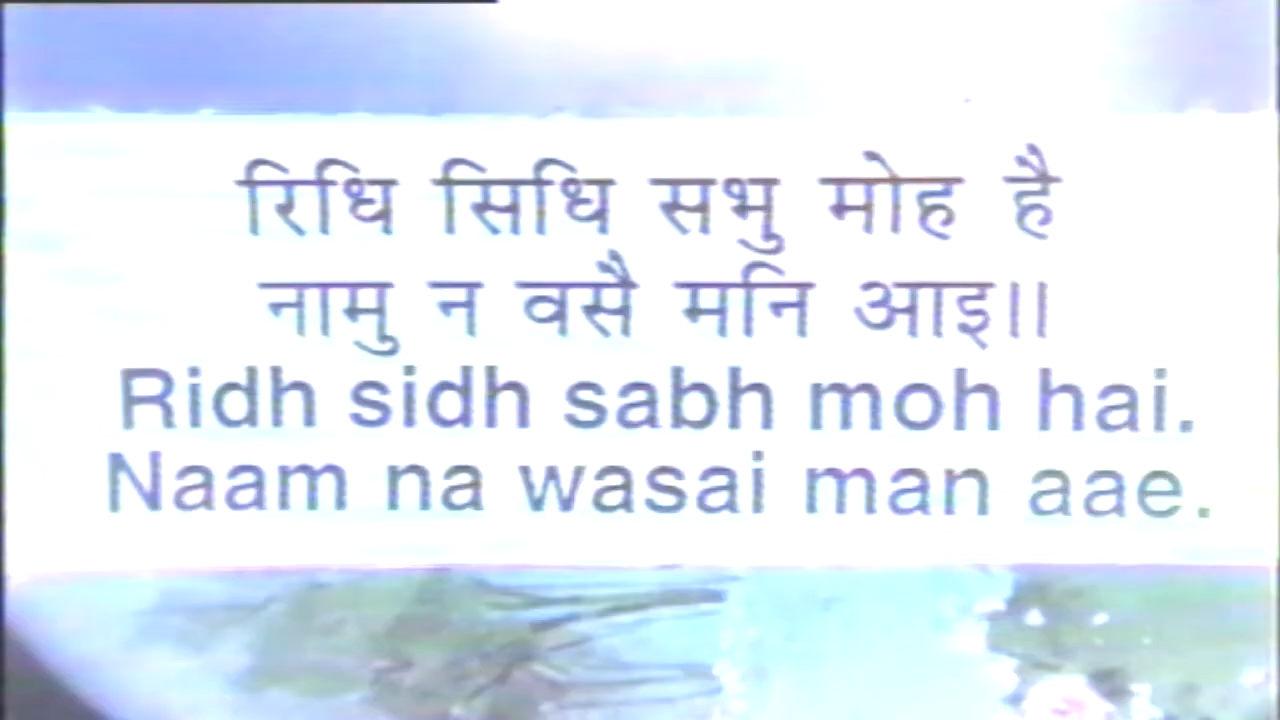 रिधि सिधि सभु मोह है
नामु न वसै मनि आइ।।
Ridh sidh sabh moh hai.
Naam na wasai man aae.